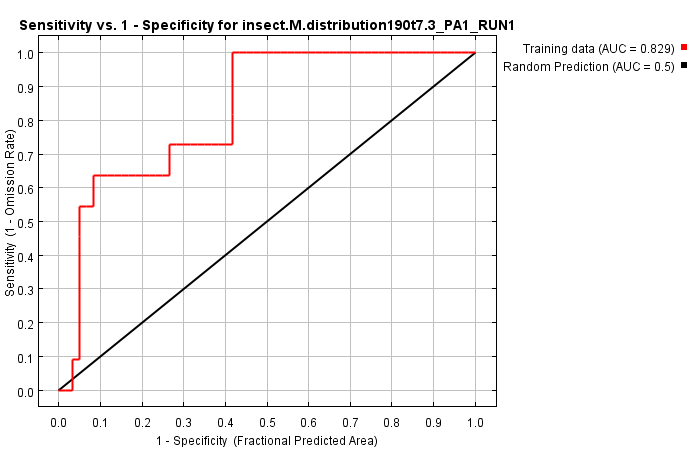 Sensitivity vs. 1 - Specificity for insect.M.distribution190t7.3_PA1_RUN1
Training data (AUC = 0.829)
Random Prediction (AUC = 0.5)
Sensitivity (1 - Omission Rate)
1.0
0.9
0.8
0.7
0.6
0.5
0.4
0.3
0.2
0.1
0.0
0.0 0.1 0.2 0.3 0.4 0.5 0.6 0.7 0.8 0.9 1.0
1 - Specificity (Fractional Predicted Area)